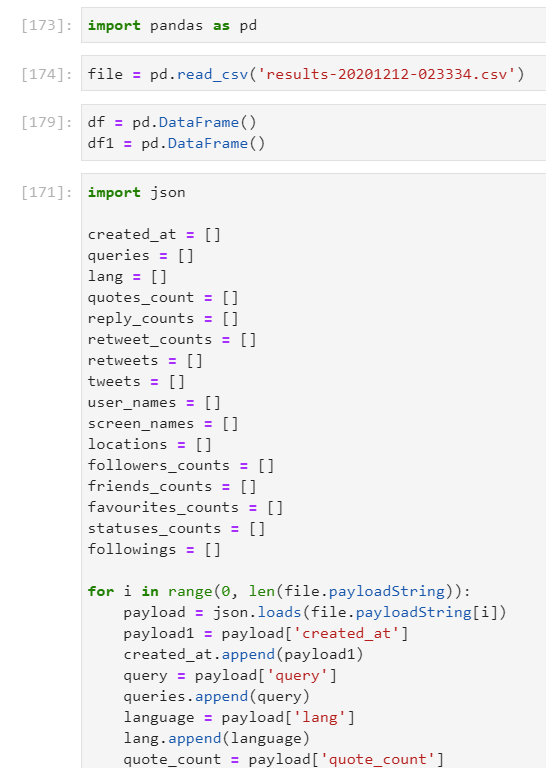 [173]: import pandas as pd
[174]: file = pd.read_csv('results-20201212-023334.csv')
[179]: df = pd.DataFrame()
df1 = pd.DataFrame()
[171]: import json
created_at = []
queries = []
lang = []
quotes_count = []
reply_counts = []
retweet_counts = []
retweets = []
tweets = []
user_names = []
screen_names = []
locations = []
followers_counts = []
friends_counts = []
favourites_counts = []
statuses_counts = []
followings = []
for i in range(0, len(file.payloadString)):
    payload = json.loads(file.payloadString[i])
    payload1 = payload['created_at']
    created_at.append(payload1)
    query = payload['query']
    queries.append(query)
    language = payload['lang']
    lang.append(language)
    quote_count = payload['quote_count']